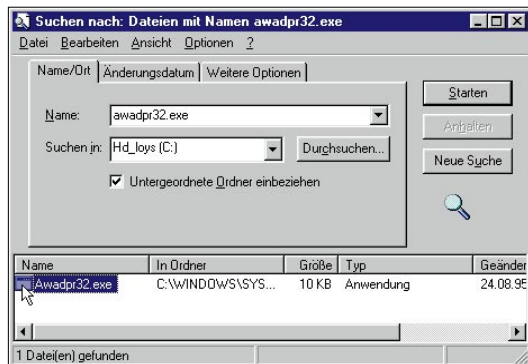 Suchen nach: Dateien mit Namen awadpr32.exe
Datei Bearbeiten Ansicht Optionen ?
Name/Ort Änderungsdatum Weitere Optionen
Name: awadpr32.exe
Suchen in: Hd_loys (C:) Durchsuchen...
Untergeordnete Ordner einbeziehen
Starten
Anhalten
Neue Suche
Name In Ordner Größe Typ Geänder
Awadpr32.exe C:\WINDOWS\SYS... 10 KB Anwendung 24.08.95
1 Datei(en) gefunden